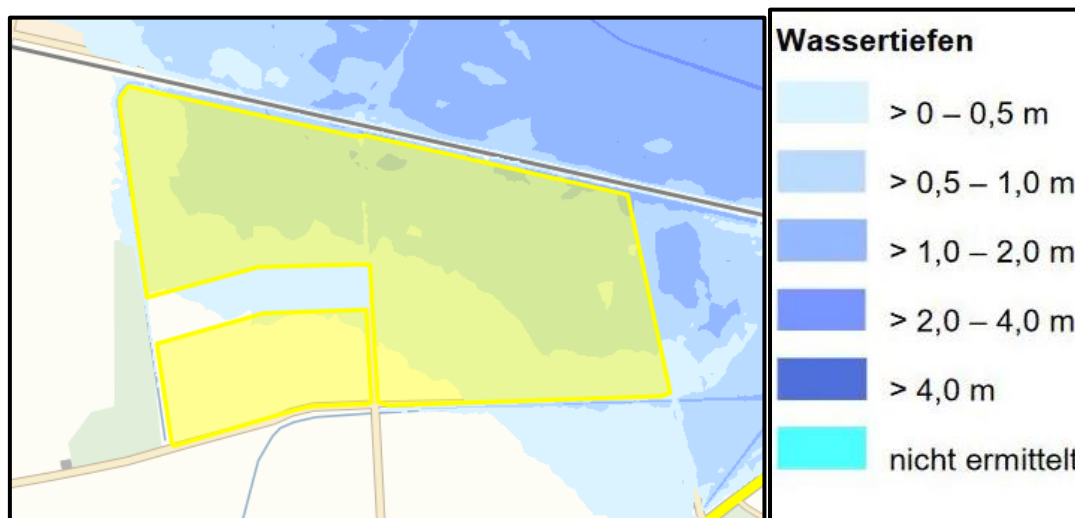 Wassertiefen
> 0 – 0,5 m
> 0,5 – 1,0 m
> 1,0 – 2,0 m
> 2,0 – 4,0 m
> 4,0 m
nicht ermittelt